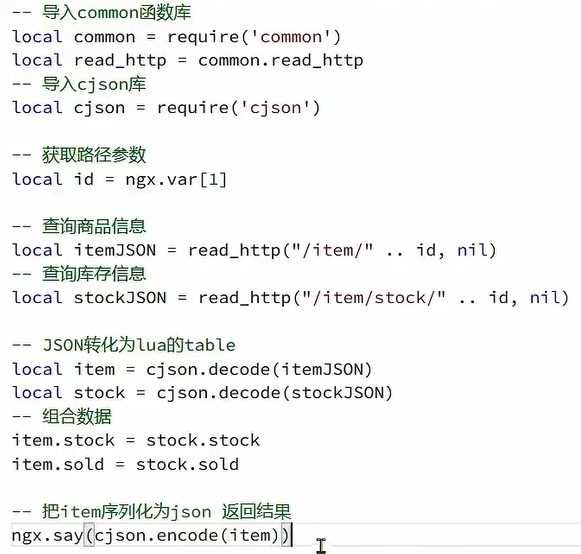 -- 导入common函数库
local common = require('common')
local read_http = common.read_http
-- 导入cjson库
local cjson = require('cjson')
-- 获取路径参数
local id = ngx.var[1]
-- 查询商品信息
local itemJSON = read_http("/item/" .. id, nil)
-- 查询库存信息
local stockJSON = read_http("/item/stock/" .. id, nil)
-- JSON转化为lua的table
local item = cjson.decode(itemJSON)
local stock = cjson.decode(stockJSON)
-- 组合数据
item.stock = stock.stock
item.sold = stock.sold
-- 把item序列化为json 返回结果
ngx.say(cjson.encode(item))